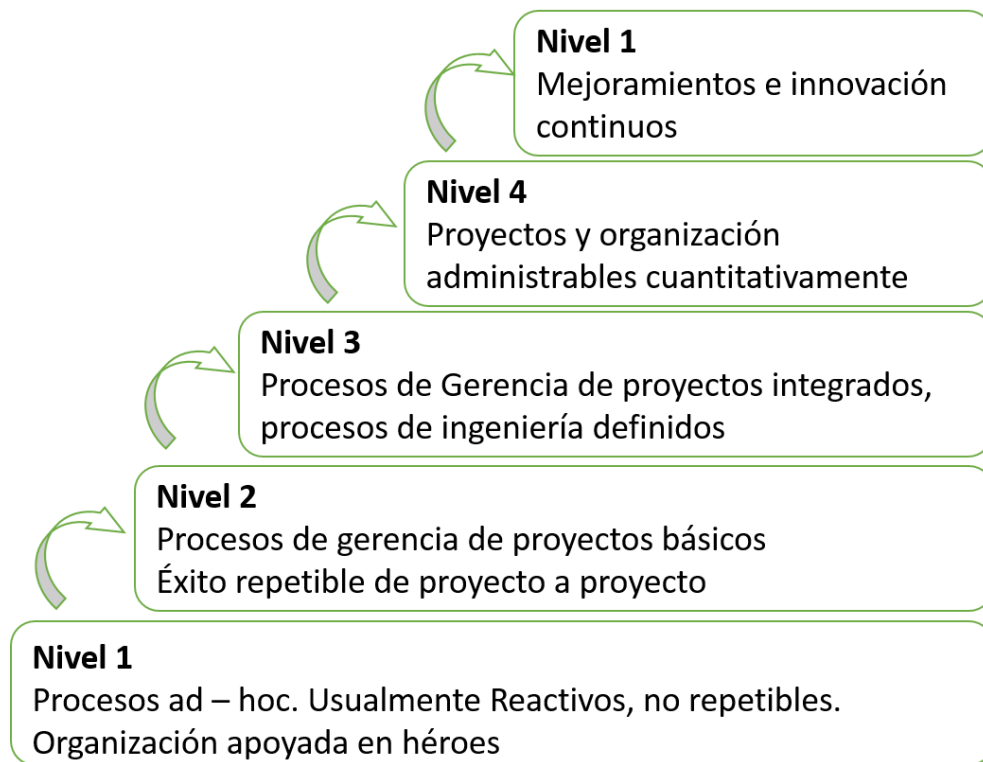 Nivel 1
Mejoramientos e innovación
continuos
Nivel 4
Proyectos y organización
administrables cuantitativamente
Nivel 3
Procesos de Gerencia de proyectos integrados,
procesos de ingeniería definidos
Nivel 2
Procesos de gerencia de proyectos básicos
Éxito repetible de proyecto a proyecto
Nivel 1
Procesos ad – hoc. Usualmente Reactivos, no repetibles.
Organización apoyada en héroes